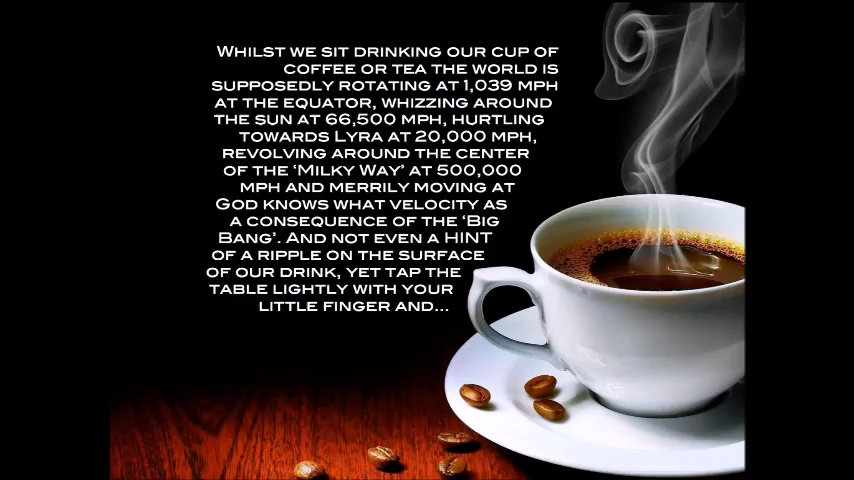 Whilst we sit drinking our cup of
coffee or tea the world is
supposedly rotating at 1,039 mph
at the equator, whizzing around
the sun at 66,500 mph, hurtling
towards Lyra at 20,000 mph,
revolving around the center
of the ‘Milky Way’ at 500,000
mph and merrily moving at
God knows what velocity as
a consequence of the ‘Big
Bang’. And not even a HINT
of a ripple on the surface
of our drink, yet tap the
table lightly with your
little finger and...